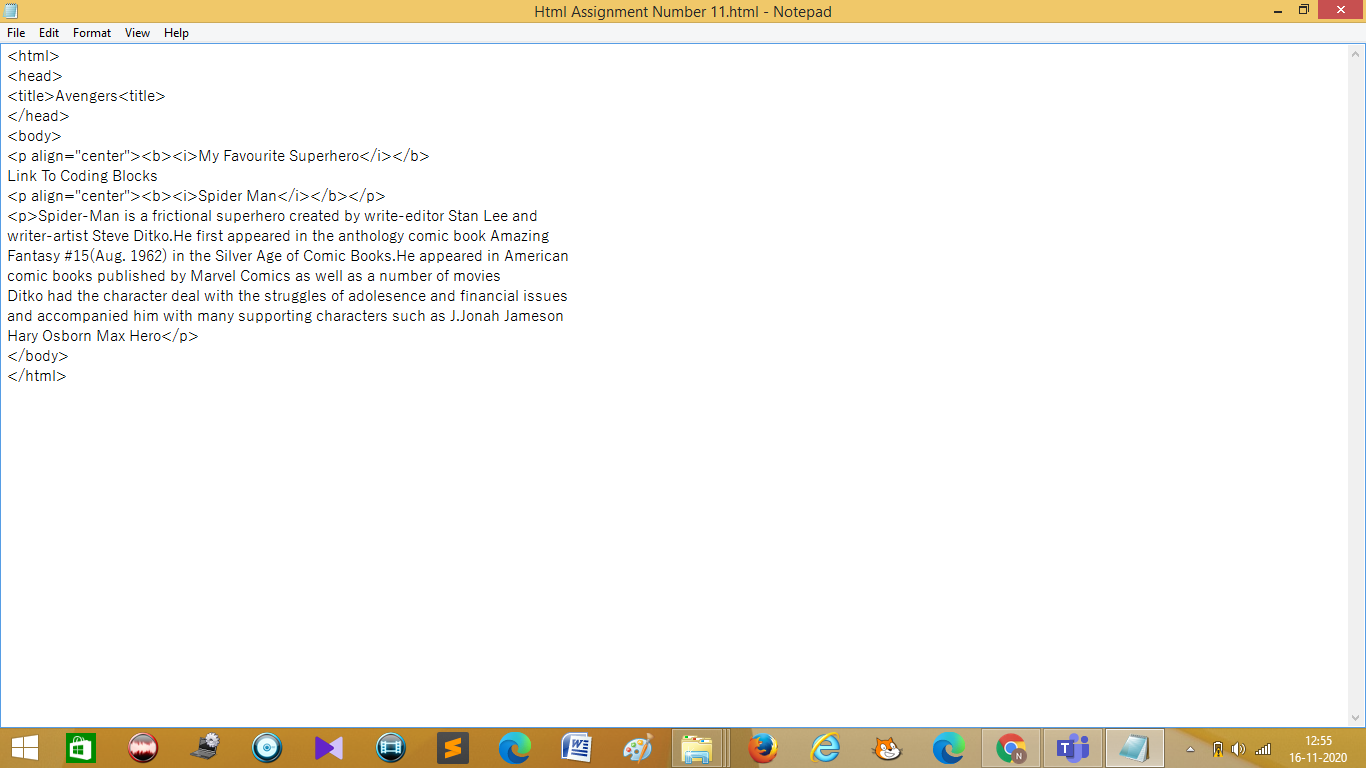 Html Assignment Number 11.html - Notepad
File Edit Format View Help
<html>
<head>
<title>Avengers<title>
</head>
<body>
<p align="center"><b><i>My Favourite Superhero</i></b>
Link To Coding Blocks
<p align="center"><b><i>Spider Man</i></b></p>
<p>Spider-Man is a frictional superhero created by write-editor Stan Lee and
writer-artist Steve Ditko.He first appeared in the anthology comic book Amazing
Fantasy #15(Aug. 1962) in the Silver Age of Comic Books.He appeared in American
comic books published by Marvel Comics as well as a number of movies
Ditko had the character deal with the struggles of adolesence and financial issues
and accompanied him with many supporting characters such as J.Jonah Jameson
Hary Osborn Max Hero</p>
</body>
</html>
12:55
16-11-2020